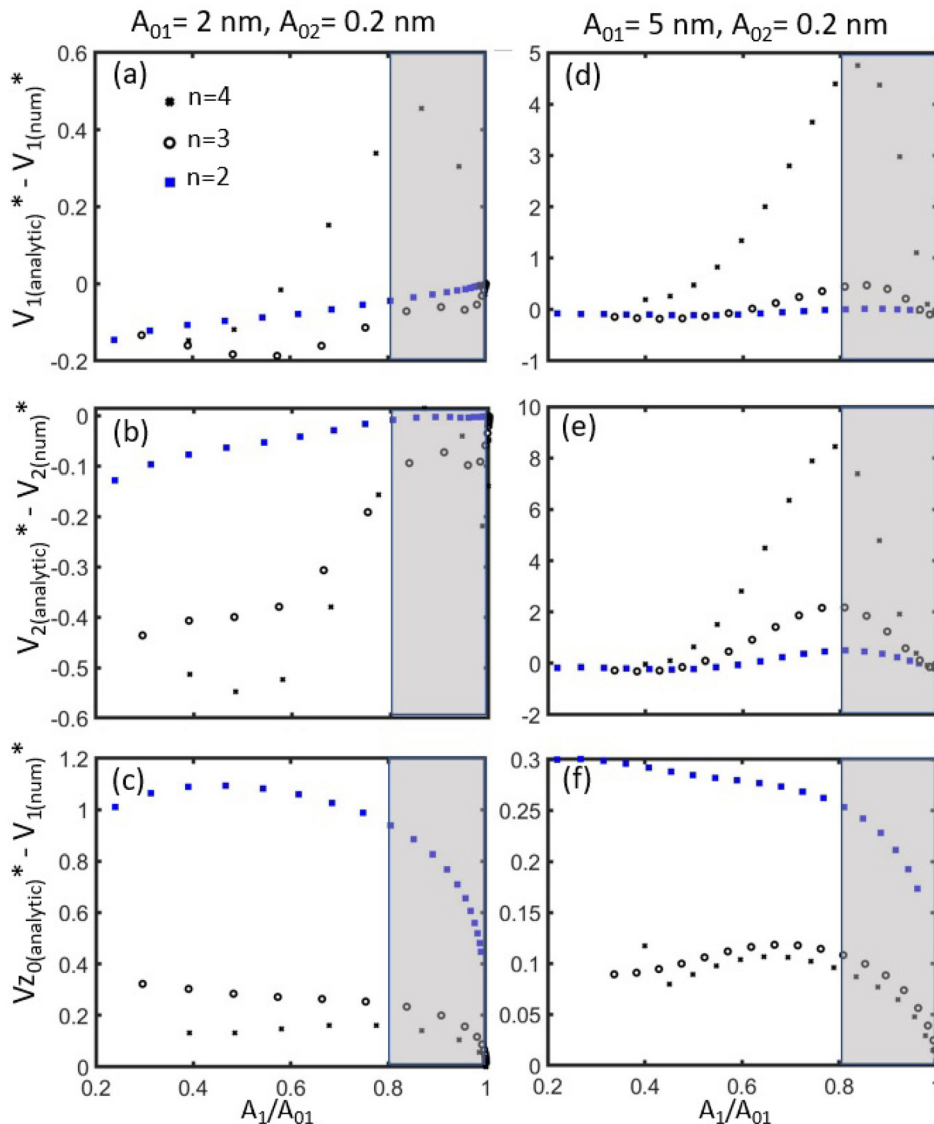 A01= 2 nm, A02= 0.2 nm
A01= 5 nm, A02= 0.2 nm
V1(analytic)* - V1(num)*
0.6
0.4
0.2
0
-0.2
(a)
n=4
n=3
n=2
5
4
3
2
1
0
-1
(d)
V2(analytic)* - V2(num)*
0
-0.1
-0.2
-0.3
-0.4
-0.5
-0.6
(b)
10
8
6
4
2
0
-2
(e)
Vz0(analytic)* - V1(num)*
1.2
1
0.8
0.6
0.4
0.2
0
(c)
0.2 0.4 0.6 0.8 1
A1/A01
0.3
0.25
0.2
0.15
0.1
0.05
0
(f)
0.2 0.4 0.6 0.8 1
A1/A01